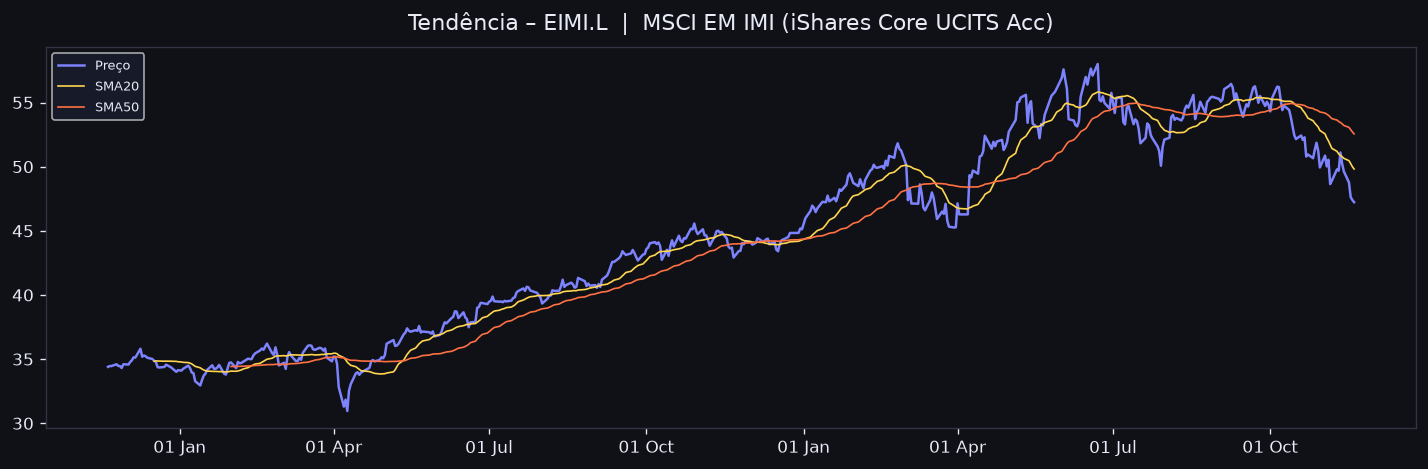 Tendência – EIMI.L | MSCI EM IMI (iShares Core UCITS Acc)
Preço
SMA20
SMA50
55
50
45
40
35
30
01 Jan
01 Apr
01 Jul
01 Oct
01 Jan
01 Apr
01 Jul
01 Oct